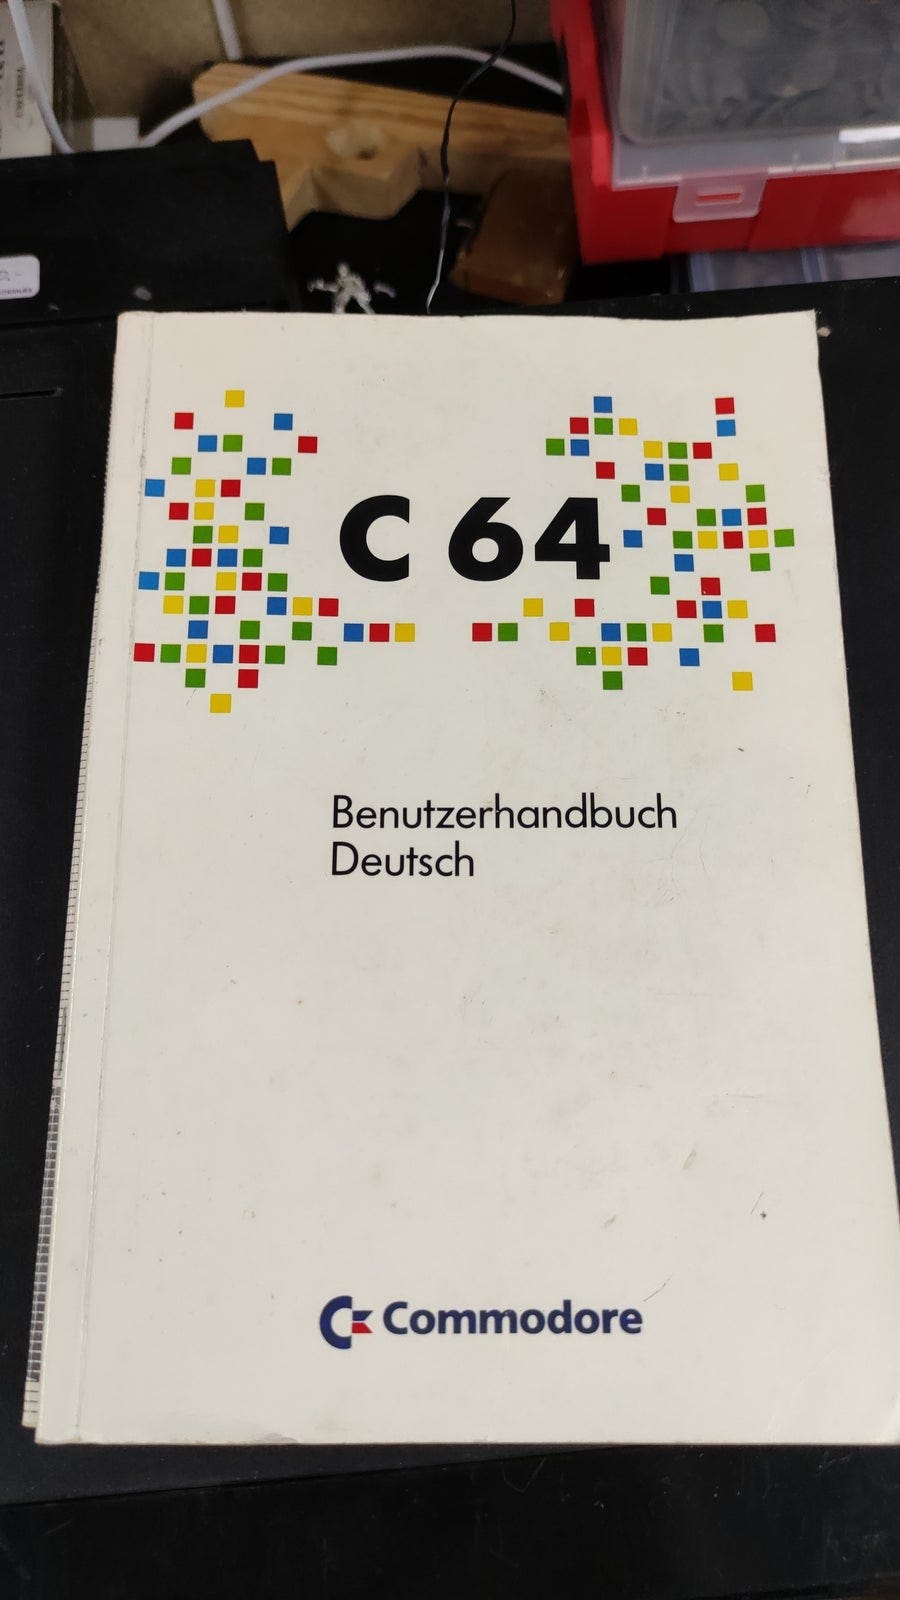 C 64
Benutzerhandbuch
Deutsch
Commodore